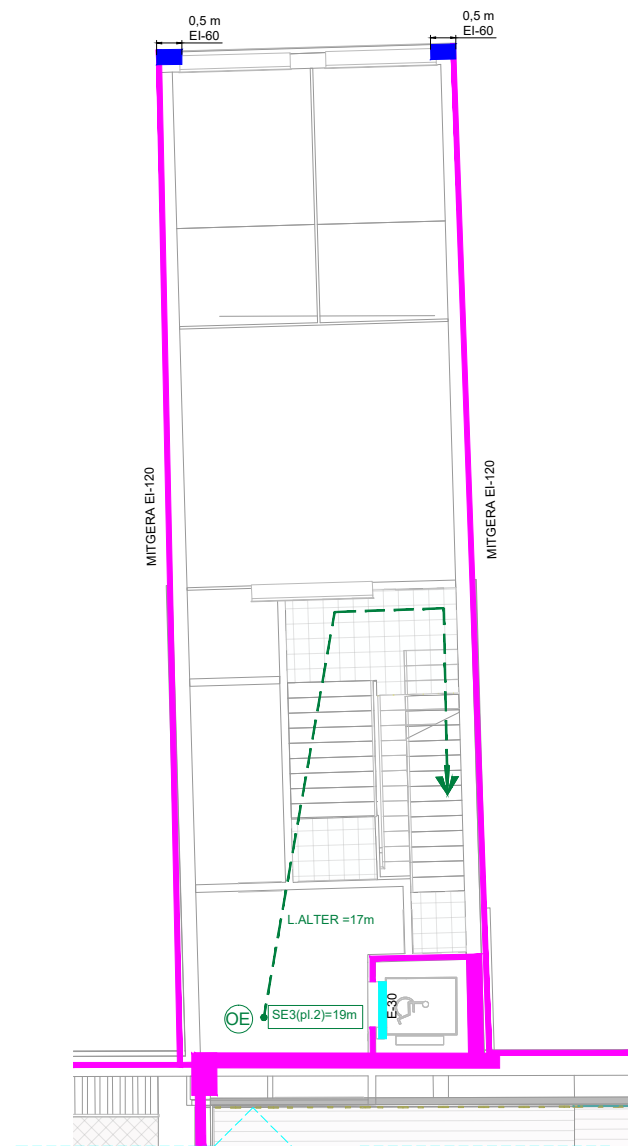 0,5 m
EI-60
0,5 m
EI-60
MITGERA EI-120
MITGERA EI-120
L.ALTER =17m
OE
SE3(pl.2)=19m
E-30